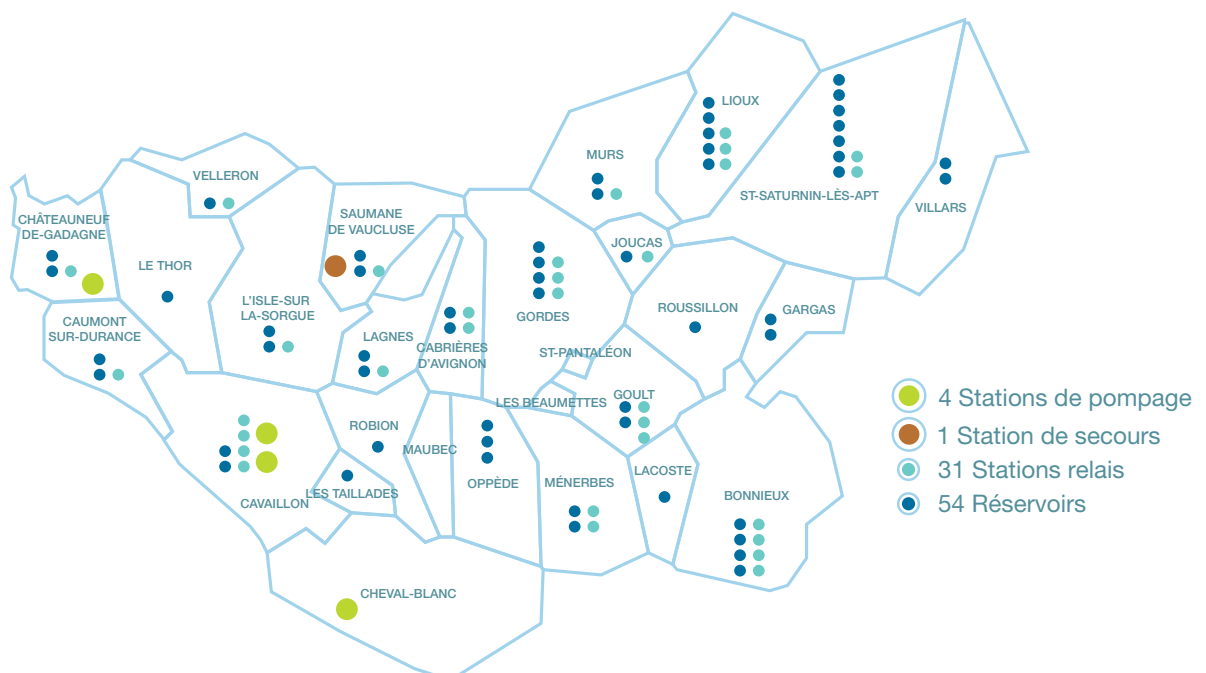 LIOUX
MURS
VELLERON
ST-SATURNIN-LÈS-APT
VILLARS
CHÂTEAUNEUF
DE-GADAGNE
SAUMANE
DE VAUCLUSE
JOUCAS
LE THOR
L'ISLE-SUR
LA-SORGUE
GORDES
ROUSSILLON
GARGAS
CAUMONT
SUR-DURANCE
LAGNES
CABRIÈRES
D'AVIGNON
ST-PANTALÉON
LES BEAUMETTES
GOULT
ROBION
MAUBEC
LACOSTE
OPPÈDE
MÉNERBES
LES TAILLADES
CAVAILLON
BONNIEUX
CHEVAL-BLANC
4 Stations de pompage
1 Station de secours
31 Stations relais
54 Réservoirs